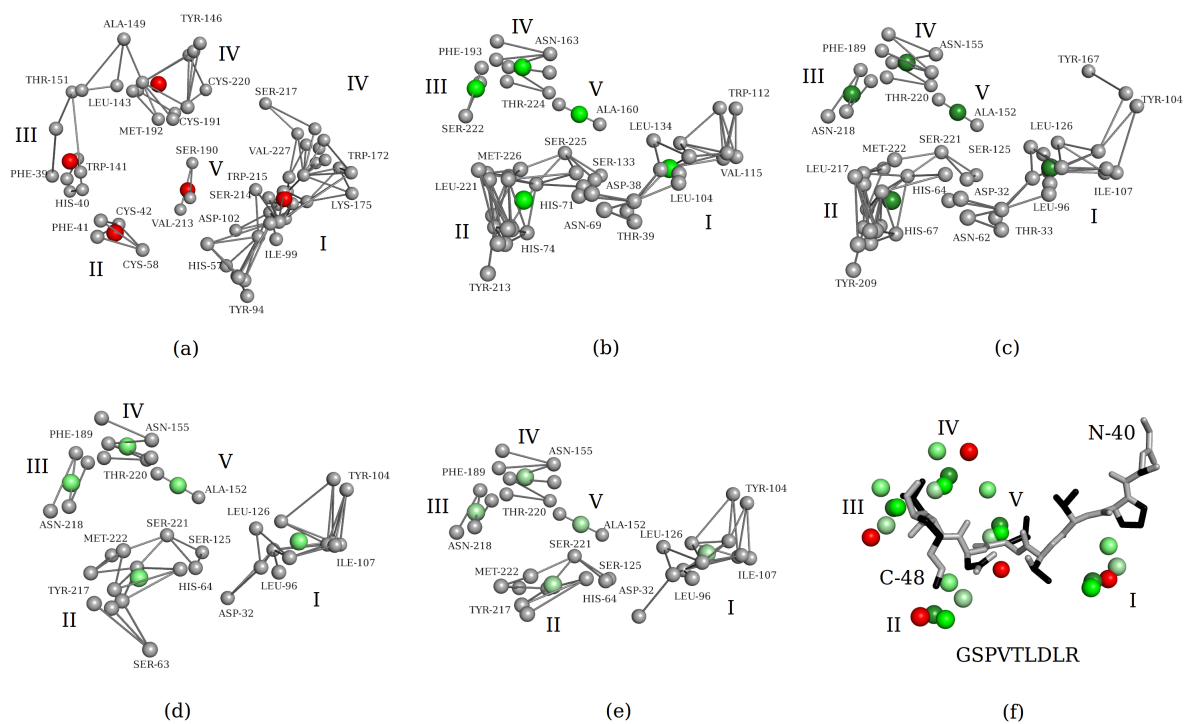 TYR-146
ALA-149
IV
THR-151
CYS-220
LEU-143
MET-192
CYS-191
III
TRP-141
PHE-39
HIS-40
SER-190
V
VAL-213
CYS-42
PHE-41
CYS-58
II
IV
SER-217
VAL-227
TRP-172
TRP-215
SER-214
LYS-175
ASP-102
I
ILE-99
HIS-57
TYR-94
(a)
IV
ASN-163
PHE-193
III
V
THR-224
ALA-160
SER-222
TRP-112
LEU-134
SER-225
MET-226
SER-133
VAL-115
LEU-221
ASP-38
HIS-71
LEU-104
ASN-69
I
II
THR-39
HIS-74
TYR-213
(b)
IV
ASN-155
PHE-189
TYR-167
III
V
THR-220
TYR-104
ALA-152
ASN-218
LEU-126
SER-221
SER-125
MET-222
LEU-217
HIS-64
ASP-32
ILE-107
LEU-96
II
I
HIS-67
ASN-62
THR-33
TYR-209
(c)
IV
ASN-155
PHE-189
III
V
THR-220
ALA-152
TYR-104
ASN-218
LEU-126
SER-221
MET-222
SER-125
ILE-107
TYR-217
HIS-64
LEU-96
II
I
ASP-32
SER-63
(d)
IV
ASN-155
PHE-189
III
V
THR-220
TYR-104
ALA-152
ASN-218
SER-221
LEU-126
MET-222
SER-125
ILE-107
TYR-217
HIS-64
ASP-32
LEU-96
II
I
(e)
IV
N-40
III
V
C-48
I
II
GSPVTLDLR
(f)